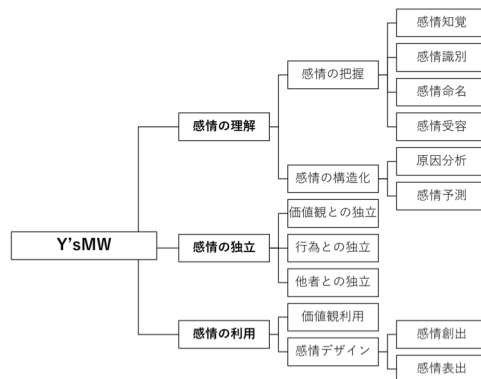 Y'sMW
感情の理解
感情の把握
感情知覚
感情識別
感情命名
感情受容
感情の構造化
原因分析
感情予測
感情の独立
価値観との独立
行為との独立
他者との独立
感情の利用
価値観利用
感情デザイン
感情創出
感情表出